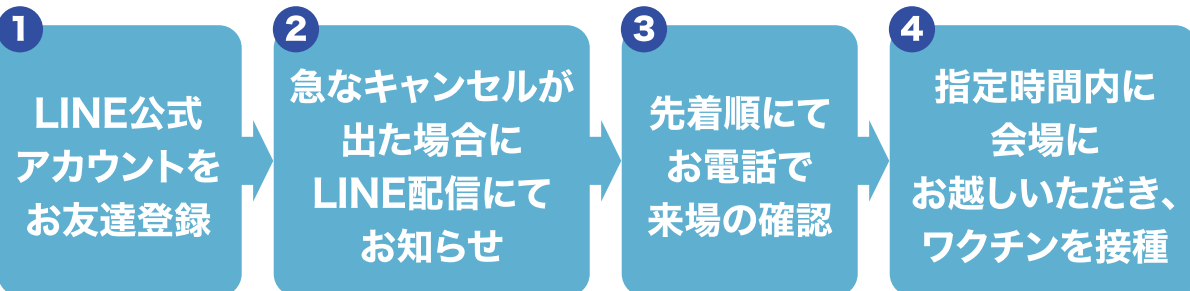 1
LINE公式
アカウントを
お友達登録
2
急なキャンセルが
出た場合に
LINE配信にて
お知らせ
3
先着順にて
お電話で
来場の確認
4
指定時間内に
会場に
お越しいただき、
ワクチンを接種